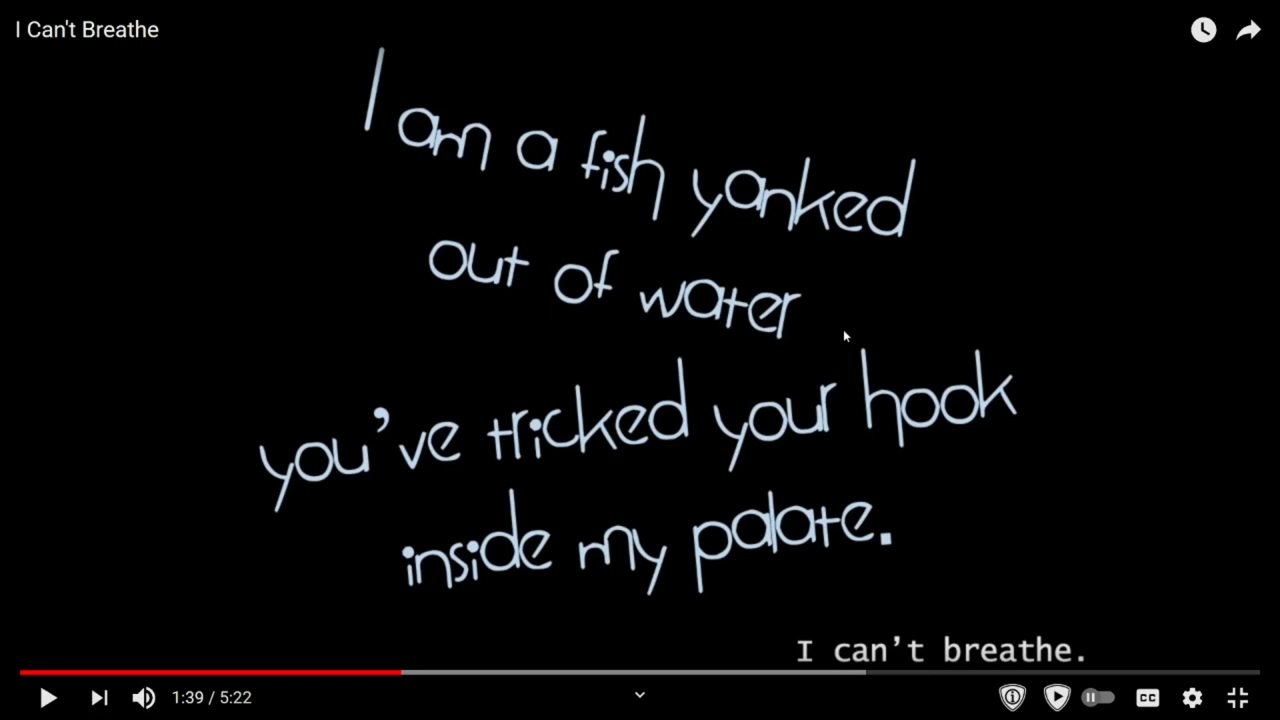 I Can't Breathe
I am a fish yanked
out of water
you've tricked your hook
inside my palate.
I can't breathe.
1:39 / 5:22
CC